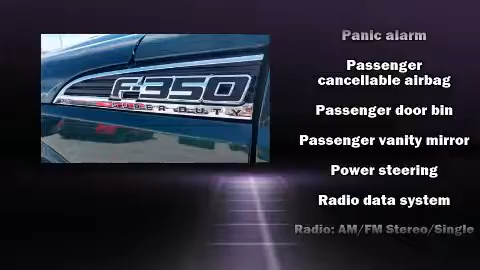 F-350
SUPER DUTY
Panic alarm
Passenger
cancellable airbag
Passenger door bin
Passenger vanity mirror
Power steering
Radio data system
Radio: AM/FM Stereo/Single